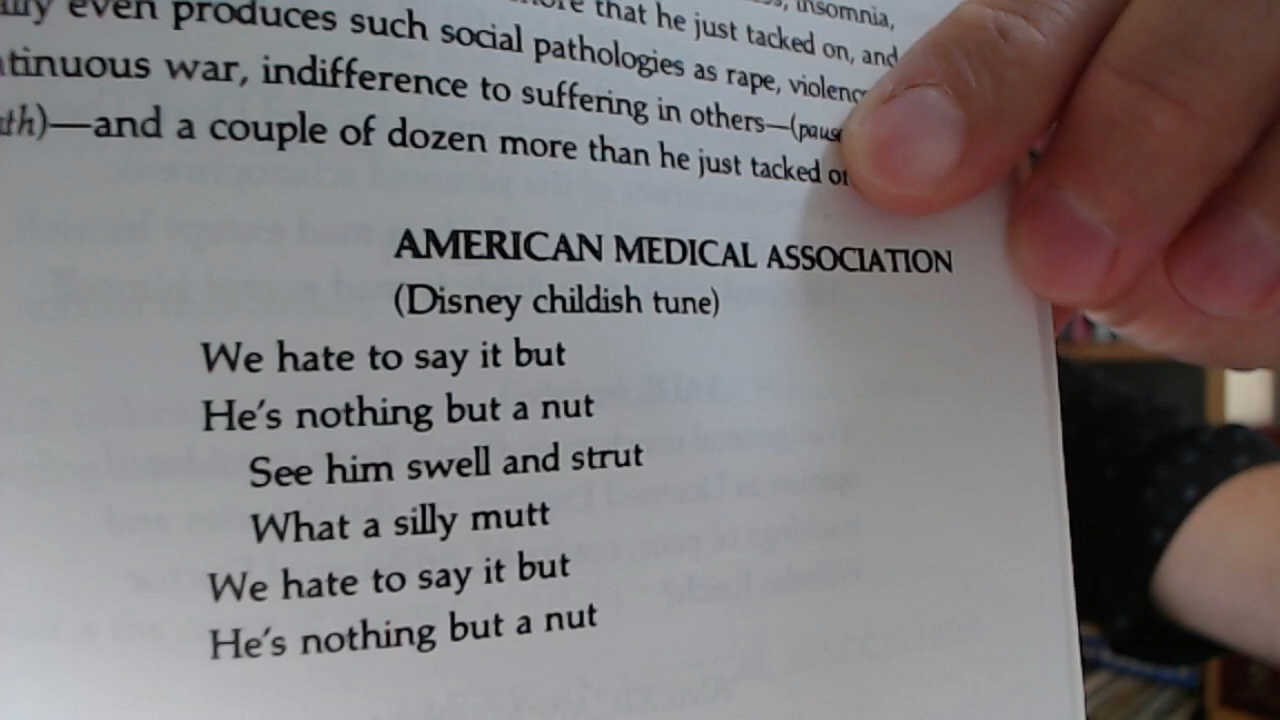 even produces such social pathologies as rape, violenc
that he just tacked on, and
insomnia,
tinuous war, indifference to suffering in others—(paus
th)—and a couple of dozen more than he just tacked
AMERICAN MEDICAL ASSOCIATION
(Disney childish tune)
We hate to say it but
He's nothing but a nut
See him swell and strut
What a silly mutt
We hate to say it but
He's nothing but a nut